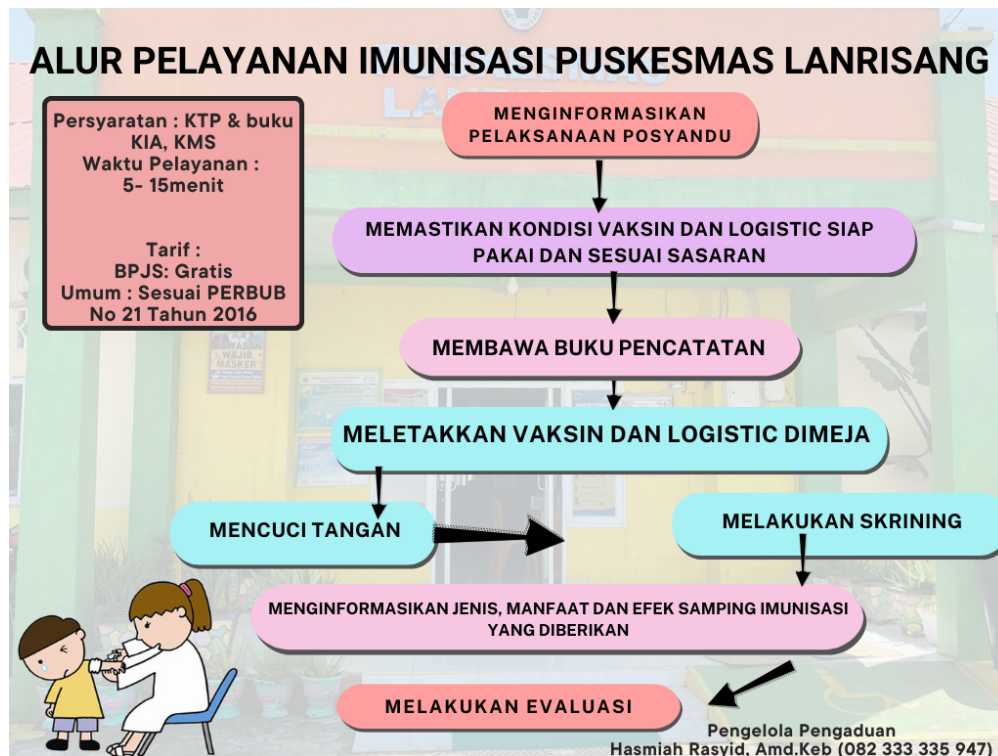 ALUR PELAYANAN IMUNISASI PUSKESMAS LANRISANG
Persyaratan : KTP & buku
KIA, KMS
Waktu Pelayanan :
5- 15menit
Tarif :
BPJS: Gratis
Umum : Sesuai PERBUB
No 21 Tahun 2016
MENGINFORMASIKAN
PELAKSANAAN POSYANDU
MEMASTIKAN KONDISI VAKSIN DAN LOGISTIC SIAP
PAKAI DAN SESUAI SASARAN
MEMBAWA BUKU PENCATATAN
MELETAKKAN VAKSIN DAN LOGISTIC DIMEJA
MENCUCI TANGAN
MELAKUKAN SKRINING
MENGINFORMASIKAN JENIS, MANFAAT DAN EFEK SAMPING IMUNISASI
YANG DIBERIKAN
MELAKUKAN EVALUASI
Pengelola Pengaduan
Hasmiah Rasyid, Amd.Keb (082 333 335 947)
WAJIB
MASKER